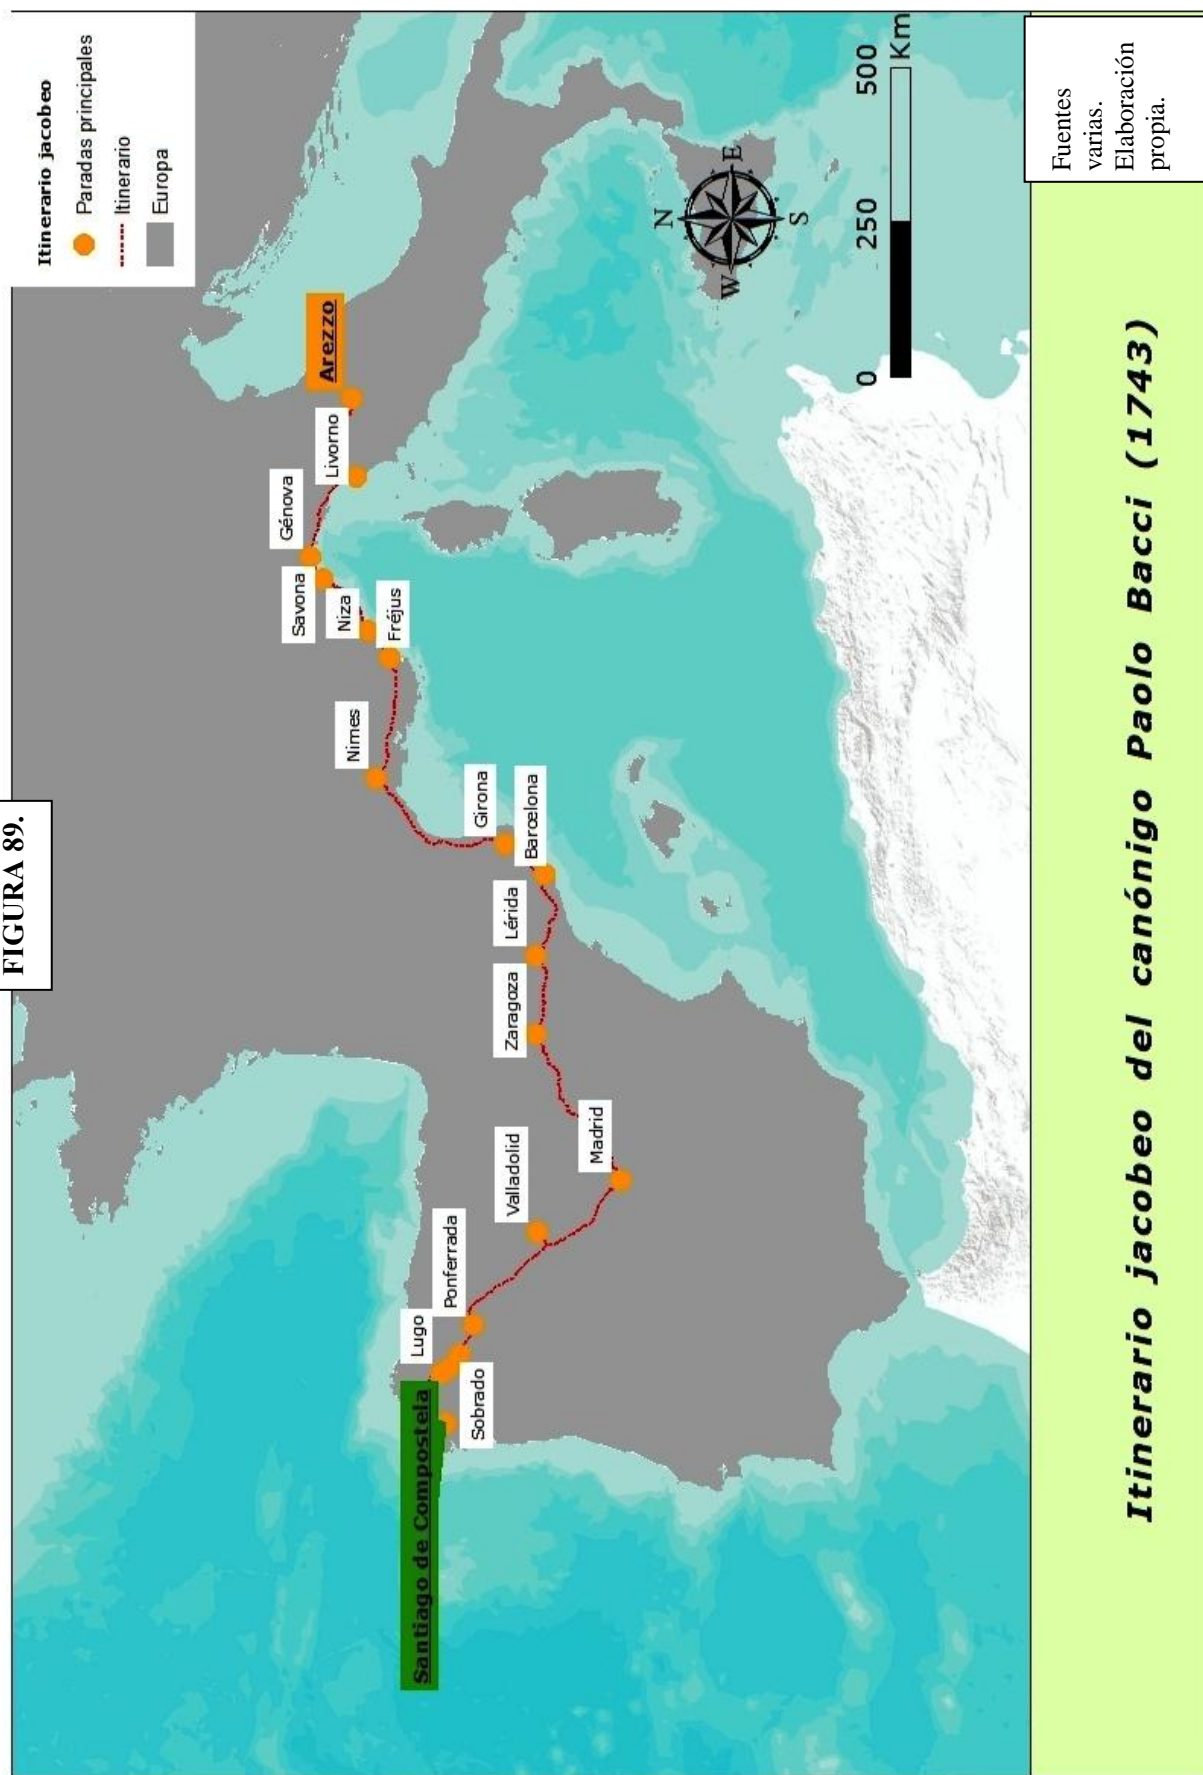 FIGURA 89.
Itinerario jacobeo
Paradas principales
Itinerario
Europa
Arezzo
Livorno
Génova
Savona
Niza
Fréjus
Nimes
Girona
Barcelona
Lérida
Zaragoza
Madrid
Valladolid
Ponferrada
Lugo
Sobrado
Santiago de Compostela
N
W E
S
0 250 500
Km
Itinerario jacobeo del canónigo Paolo Bacci (1743)
Fuentes
varias.
Elaboración
propia.